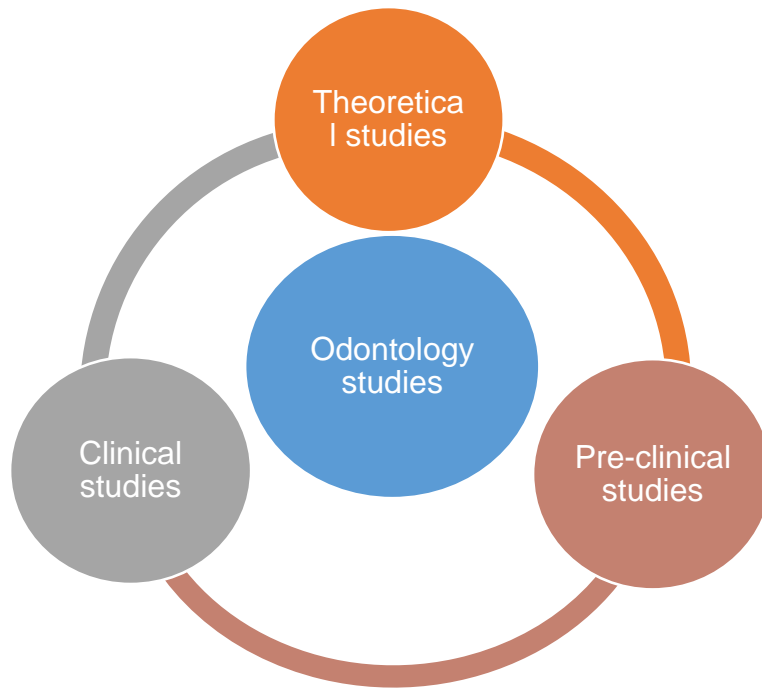 Theoretica
l studies
Odontology
studies
Clinical
studies
Pre-clinical
studies